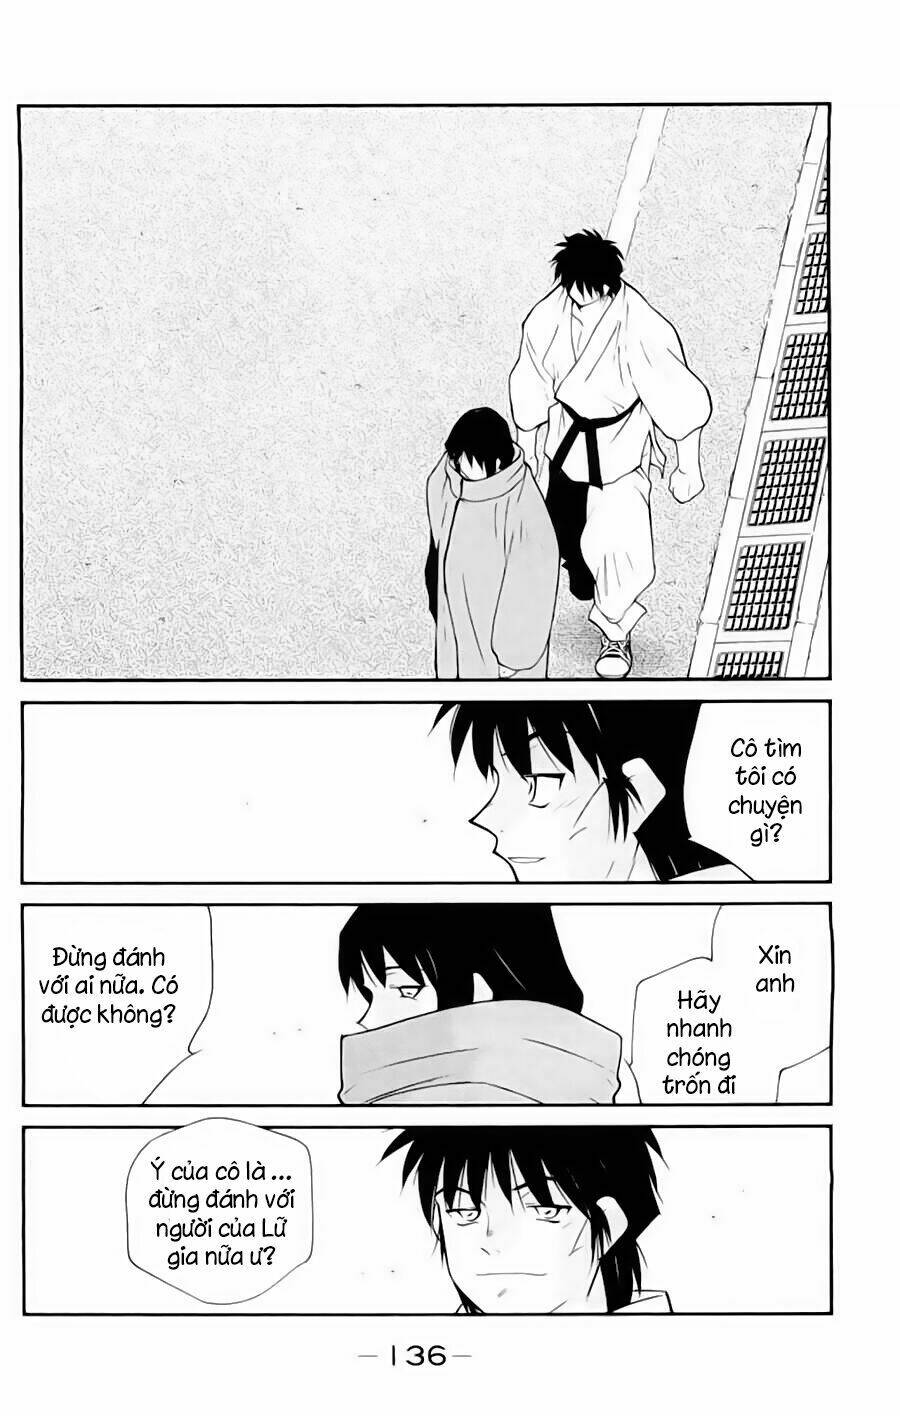 Cô tìm
tôi có
chuyện
gì?
Xin
anh
Hãy
nhanh
chóng
trốn đi
Đừng đánh
với ai nữa. Có
được không?
Ý của cô là ...
đừng đánh với
người của Lữ
gia nữa ư?
— 136 —